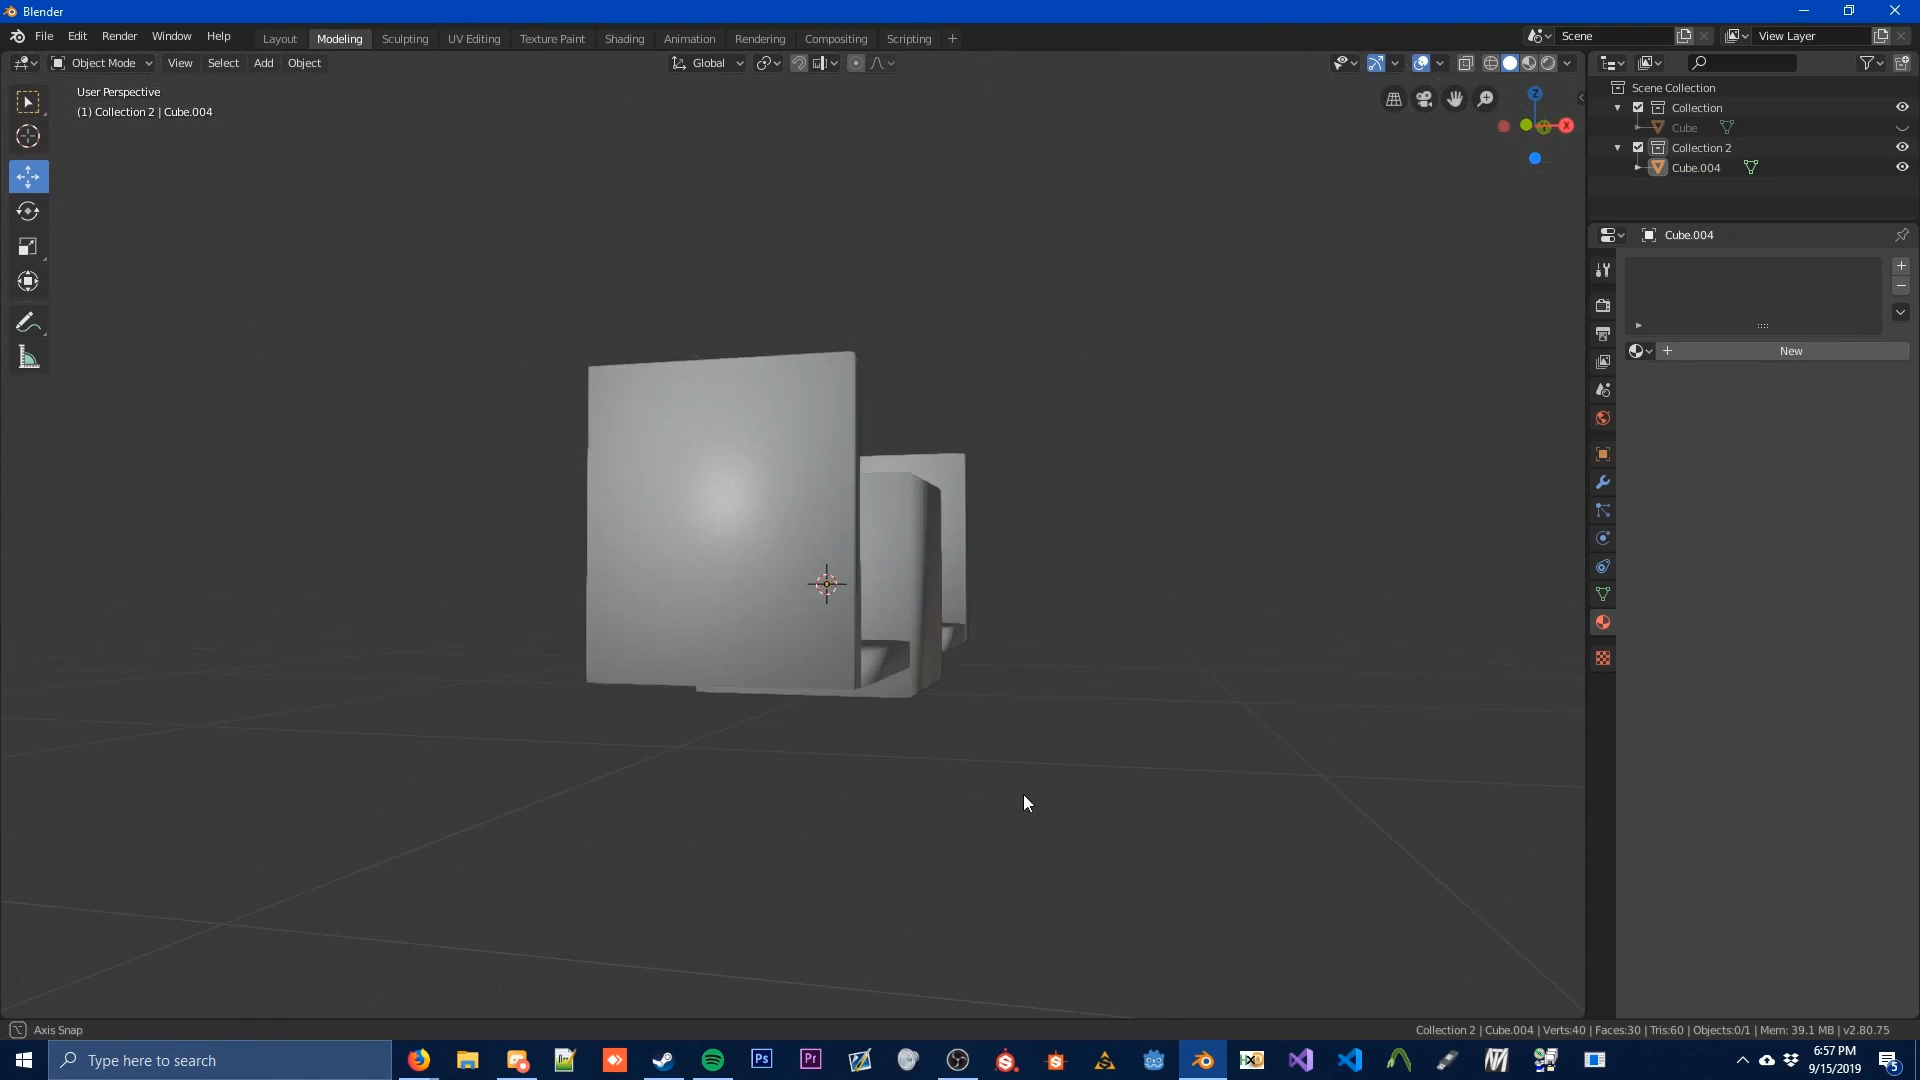 Blender
File Edit Render Window Help
Layout Modeling Sculpting UV Editing Texture Paint Shading Animation Rendering Compositing Scripting +
Scene
View Layer
Object Mode View Select Add Object
Global
User Perspective
(1) Collection 2 | Cube.004
Z
Y
X
Scene Collection
Collection
Cube
Collection 2
Cube.004
Cube.004
+ New
Axis Snap
Collection 2 | Cube.004 | Verts:40 | Faces:30 | Tris:60 | Objects:0/1 | Mem: 39.1 MB | v2.80.75
Type here to search
Ps
Pr
6:57 PM
9/15/2019
5